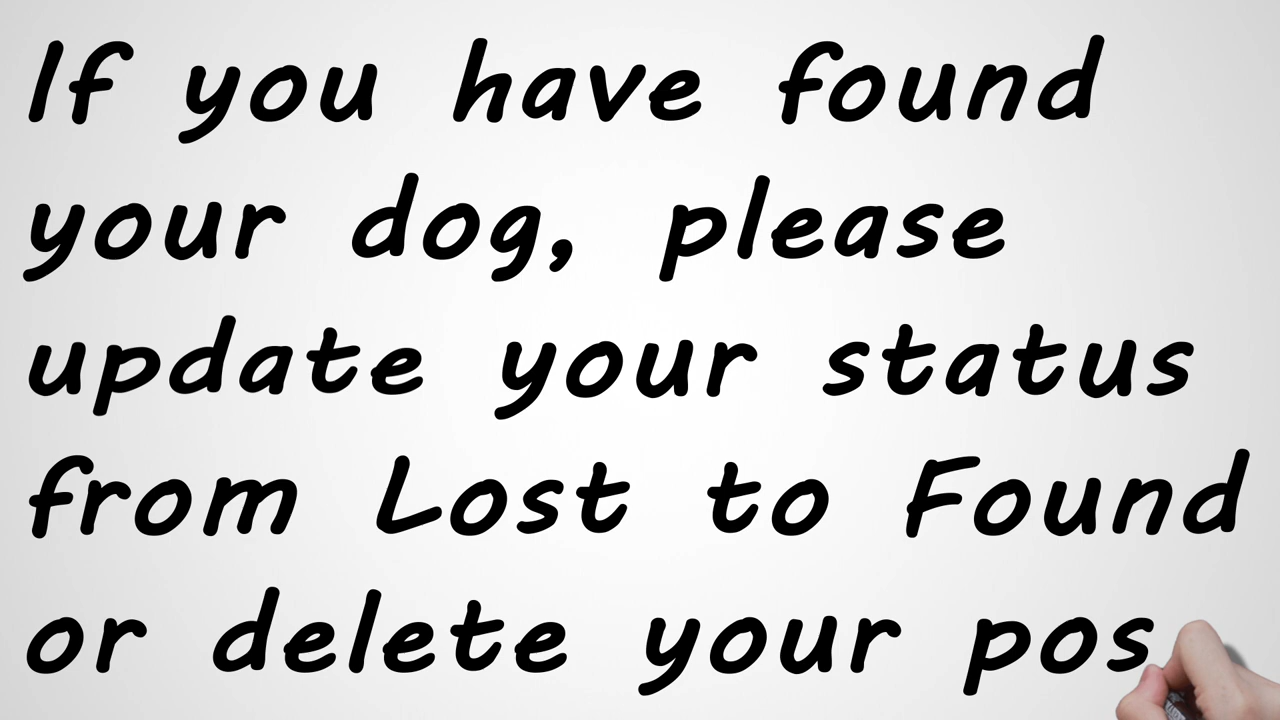 If you have found
your dog, please
update your status
from Lost to Found
or delete your pos